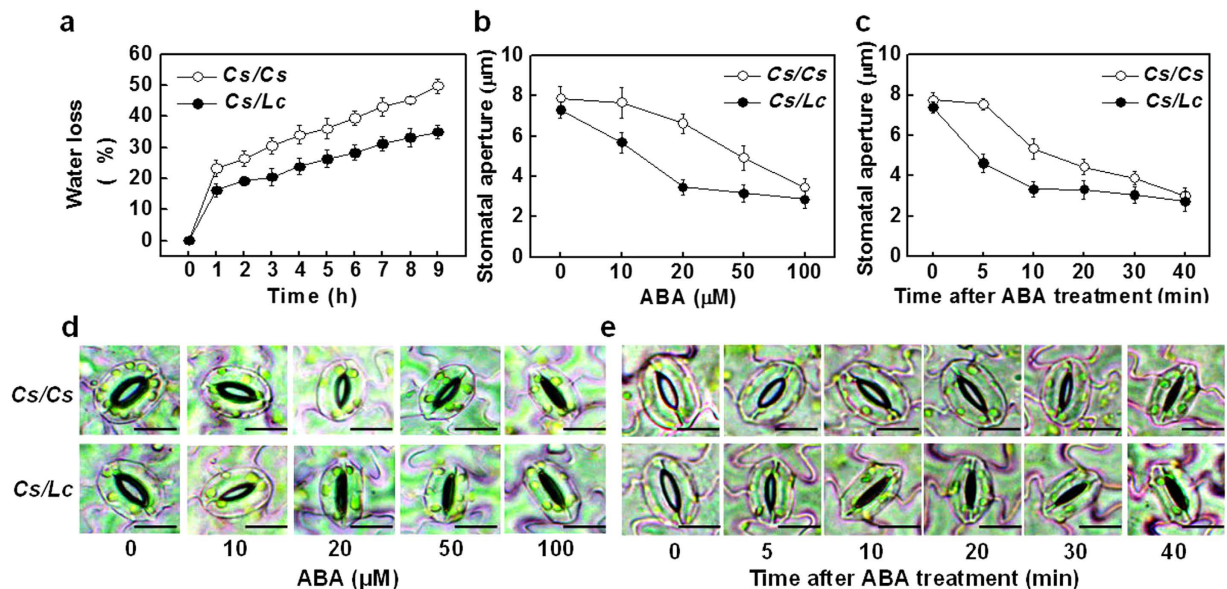 a
60
50
40
30
20
10
0
Water loss
( %)
Cs/Cs
Cs/Lc
0 1 2 3 4 5 6 7 8 9
Time (h)
b
10
8
6
4
2
0
Stomatal aperture (μm)
Cs/Cs
Cs/Lc
0 10 20 50 100
ABA (μM)
c
10
8
6
4
2
0
Stomatal aperture (μm)
Cs/Cs
Cs/Lc
0 5 10 20 30 40
Time after ABA treatment (min)
d
Cs/Cs
Cs/Lc
0 10 20 50 100
ABA (μM)
e
0 5 10 20 30 40
Time after ABA treatment (min)